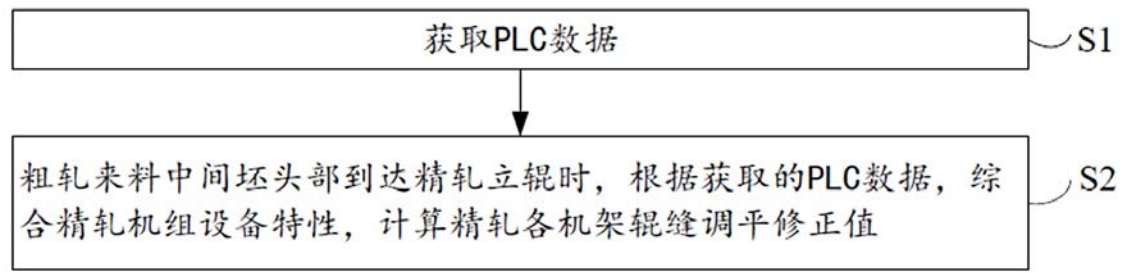 获取PLC数据
S1
粗轧来料中间坯头部到达精轧立辊时，根据获取的PLC数据，综
合精轧机组设备特性，计算精轧各机架辊缝调平修正值
S2